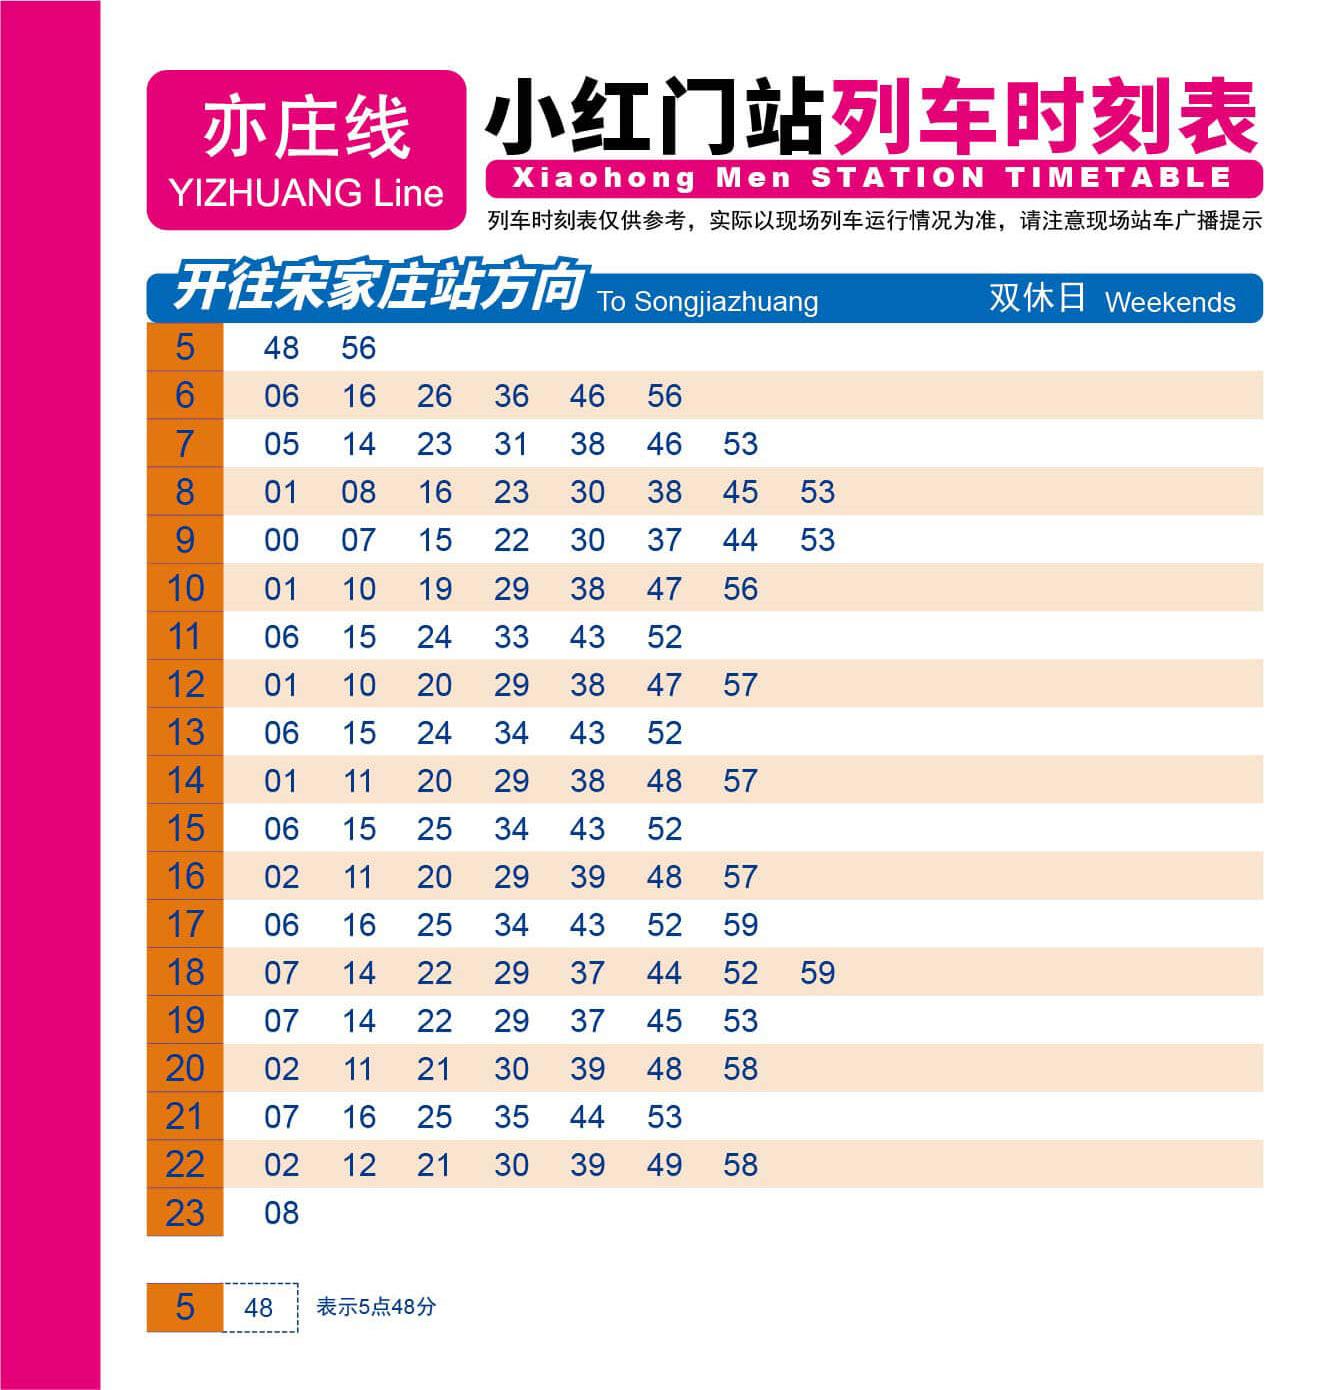 亦庄线
YIZHUANG Line
小红门站列车时刻表
Xiaohong Men STATION TIMETABLE
列车时刻表仅供参考，实际以现场列车运行情况为准，请注意现场站车广播提示
开往宋家庄站方向 To Songjiazhuang 双休日 Weekends
5 48 56
6 06 16 26 36 46 56
7 05 14 23 31 38 46 53
8 01 08 16 23 30 38 45 53
9 00 07 15 22 30 37 44 53
10 01 10 19 29 38 47 56
11 06 15 24 33 43 52
12 01 10 20 29 38 47 57
13 06 15 24 34 43 52
14 01 11 20 29 38 48 57
15 06 15 25 34 43 52
16 02 11 20 29 39 48 57
17 06 16 25 34 43 52 59
18 07 14 22 29 37 44 52 59
19 07 14 22 29 37 45 53
20 02 11 21 30 39 48 58
21 07 16 25 35 44 53
22 02 12 21 30 39 49 58
23 08
5 48 表示5点48分